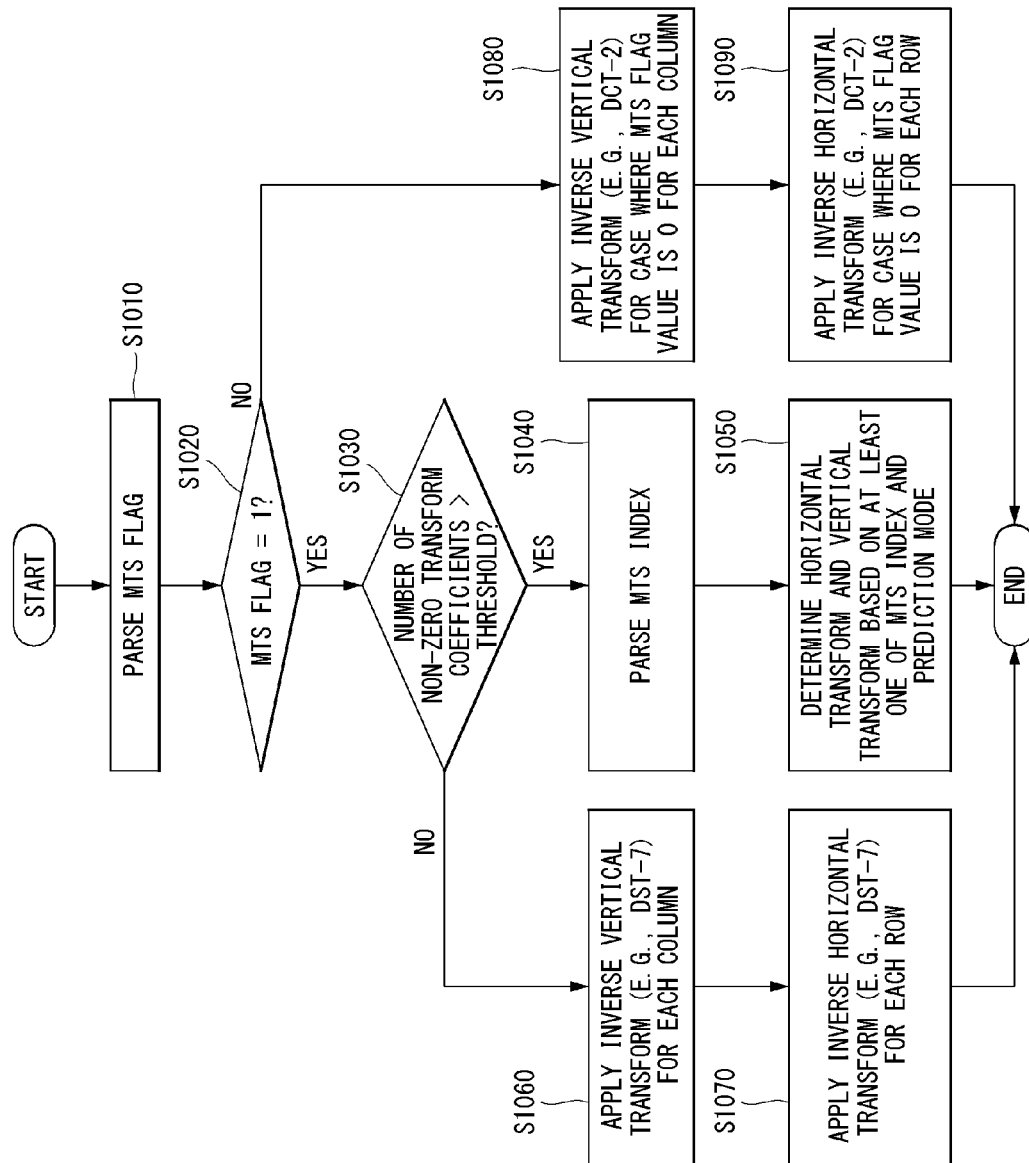 START
S1010
PARSE MTS FLAG
S1020
MTS FLAG = 1?
NO
YES
S1030
NUMBER OF
NON-ZERO TRANSFORM
COEFFICIENTS >
THRESHOLD?
NO
YES
S1040
PARSE MTS INDEX
S1050
DETERMINE HORIZONTAL
TRANSFORM AND VERTICAL
TRANSFORM BASED ON AT LEAST
ONE OF MTS INDEX AND
PREDICTION MODE
S1060
APPLY INVERSE VERTICAL
TRANSFORM (E.G., DST-7)
FOR EACH COLUMN
S1070
APPLY INVERSE HORIZONTAL
TRANSFORM (E.G., DST-7)
FOR EACH ROW
S1080
APPLY INVERSE VERTICAL
TRANSFORM (E.G., DCT-2)
FOR CASE WHERE MTS FLAG
VALUE IS 0 FOR EACH COLUMN
S1090
APPLY INVERSE HORIZONTAL
TRANSFORM (E.G., DCT-2)
FOR CASE WHERE MTS FLAG
VALUE IS 0 FOR EACH ROW
END